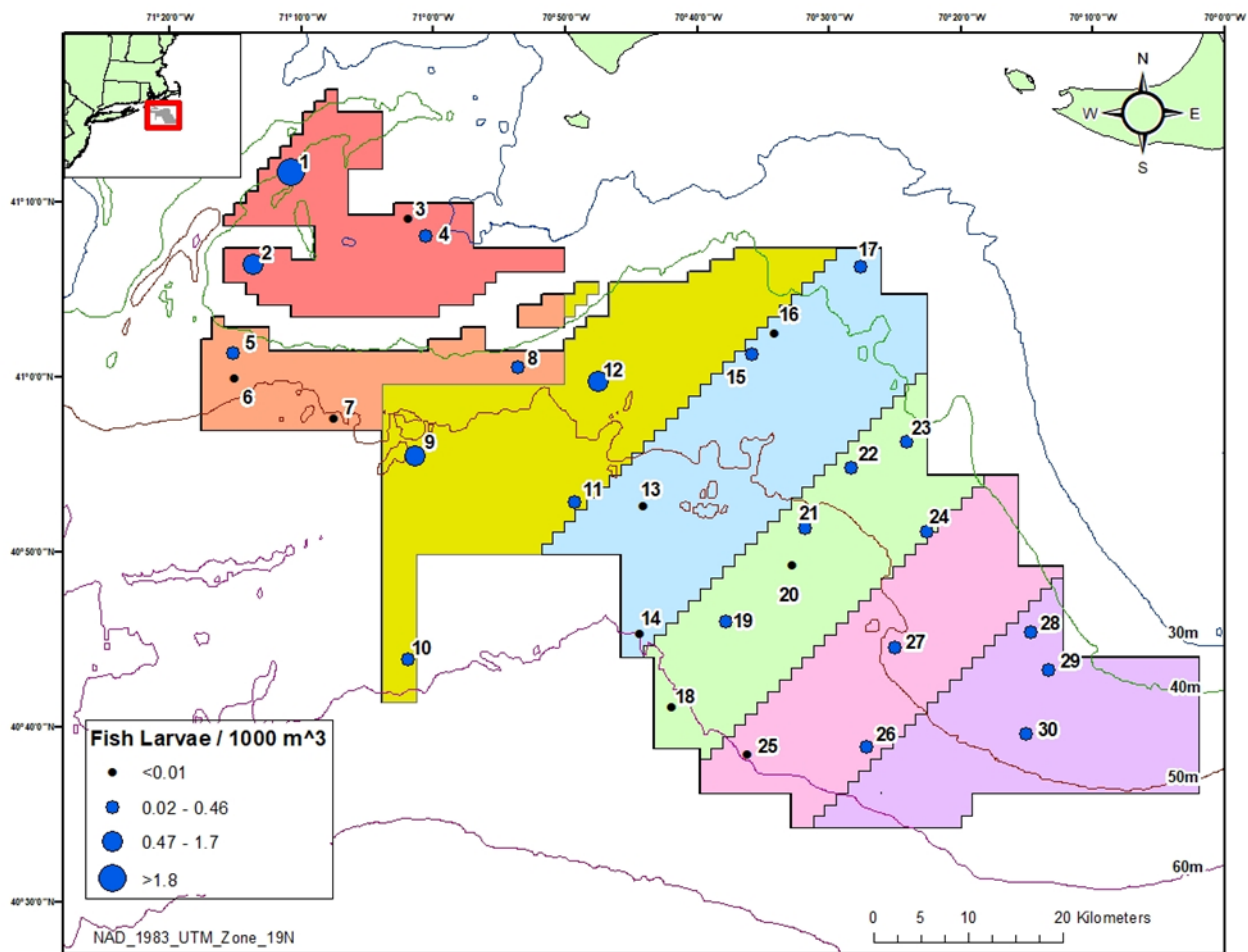 71°20'0"W 71°10'0"W 71°0'0"W 70°50'0"W 70°40'0"W 70°30'0"W 70°20'0"W 70°10'0"W 70°0'0"W
N
W E
S
1
41°10'0"N
3
4
2
17
16
5
8
41°0'0"N
6
12
15
7
23
9
22
11
13
21
24
40°50'0"N
20
14
19
28
10
27
29
30m
18
40m
40°40'0"N
25
26
30
50m
60m
Fish Larvae / 1000 m^3
<0.01
0.02 - 0.46
0.47 - 1.7
>1.8
40°30'0"N
0 5 10 20 Kilometers
NAD_1983_UTM_Zone_19N